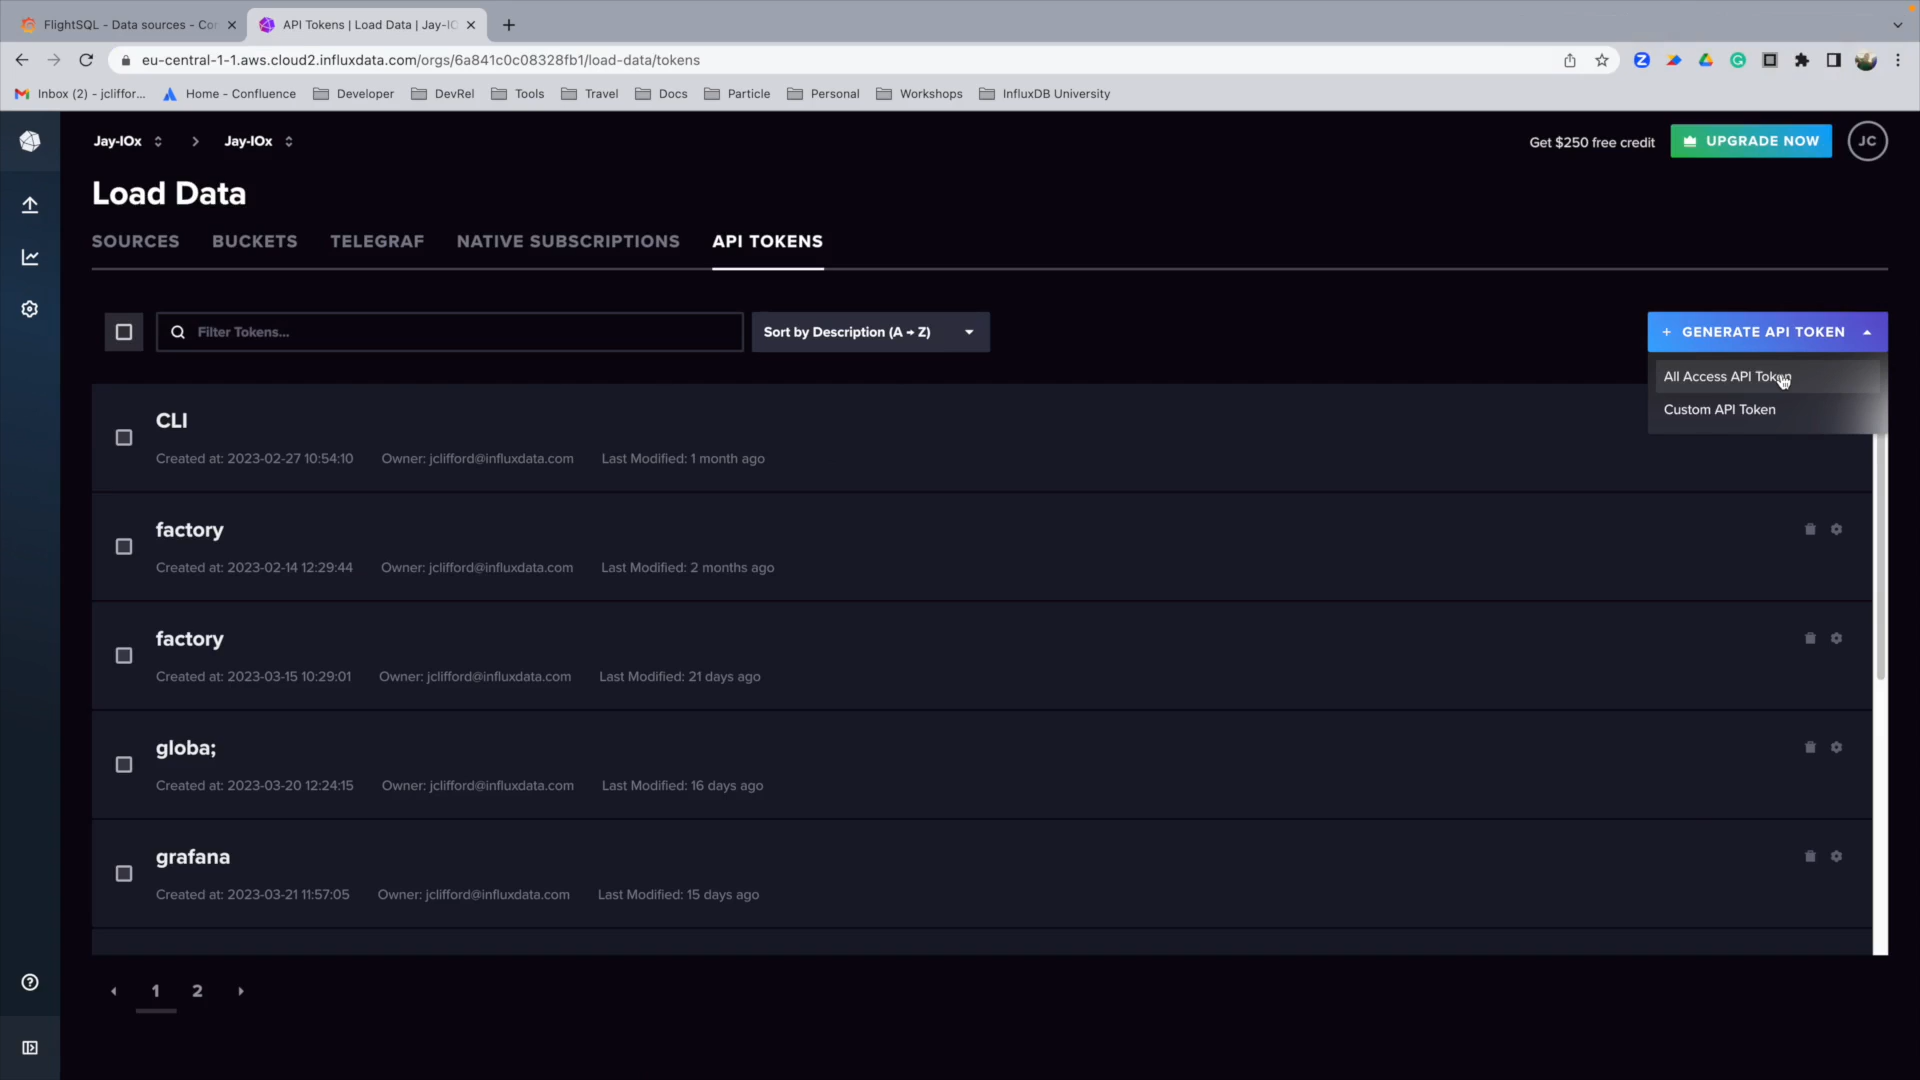 FlightSQL - Data sources - Cor
API Tokens | Load Data | Jay-IO
eu-central-1-1.aws.cloud2.influxdata.com/orgs/6a841c0c08328fb1/load-data/tokens
Inbox (2) - jcliffor... Home - Confluence Developer DevRel Tools Travel Docs Particle Personal Workshops InfluxDB University
Jay-IOx Jay-IOx Get $250 free credit UPGRADE NOW JC
Load Data
SOURCES BUCKETS TELEGRAF NATIVE SUBSCRIPTIONS API TOKENS
Filter Tokens... Sort by Description (A → Z) + GENERATE API TOKEN
All Access API Token
Custom API Token
CLI
Created at: 2023-02-27 10:54:10 Owner: jclifford@influxdata.com Last Modified: 1 month ago
factory
Created at: 2023-02-14 12:29:44 Owner: jclifford@influxdata.com Last Modified: 2 months ago
factory
Created at: 2023-03-15 10:29:01 Owner: jclifford@influxdata.com Last Modified: 21 days ago
globa;
Created at: 2023-03-20 12:24:15 Owner: jclifford@influxdata.com Last Modified: 16 days ago
grafana
Created at: 2023-03-21 11:57:05 Owner: jclifford@influxdata.com Last Modified: 15 days ago
1 2